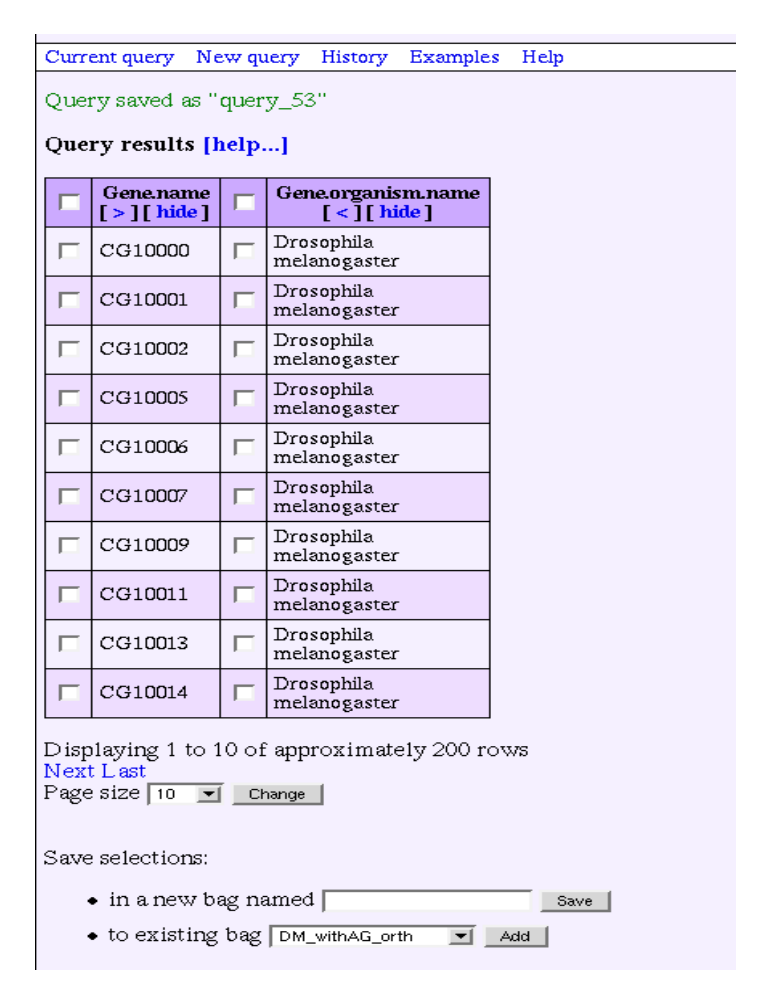 Current query New query History Examples Help
Query saved as "query_53"
Query results [help...]
Gene.name Gene.organism.name
[ > ] [ hide ] [ < ] [ hide ]
CG10000 Drosophila
melanogaster
CG10001 Drosophila
melanogaster
CG10002 Drosophila
melanogaster
CG10005 Drosophila
melanogaster
CG10006 Drosophila
melanogaster
CG10007 Drosophila
melanogaster
CG10009 Drosophila
melanogaster
CG10011 Drosophila
melanogaster
CG10013 Drosophila
melanogaster
CG10014 Drosophila
melanogaster
Displaying 1 to 10 of approximately 200 rows
Next Last
Page size 10 Change
Save selections:
• in a new bag named Save
• to existing bag DM_withAG_orth Add